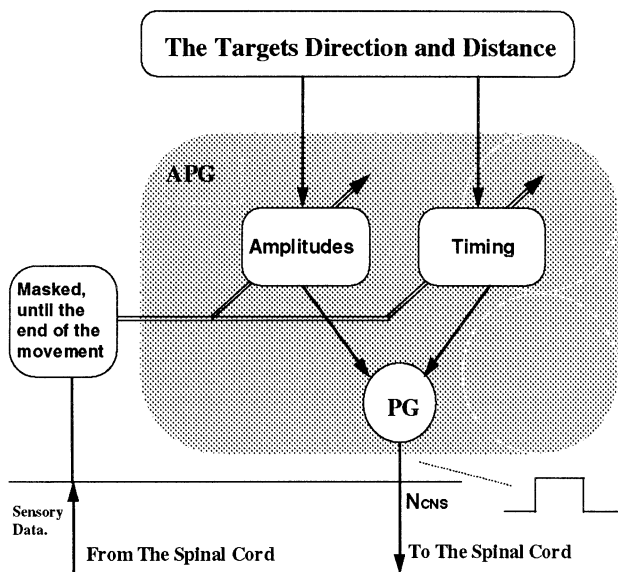 The Targets Direction and Distance
APG
Amplitudes
Timing
Masked,
until the
end of the
movement
PG
NCNS
Sensory
Data.
From The Spinal Cord
To The Spinal Cord